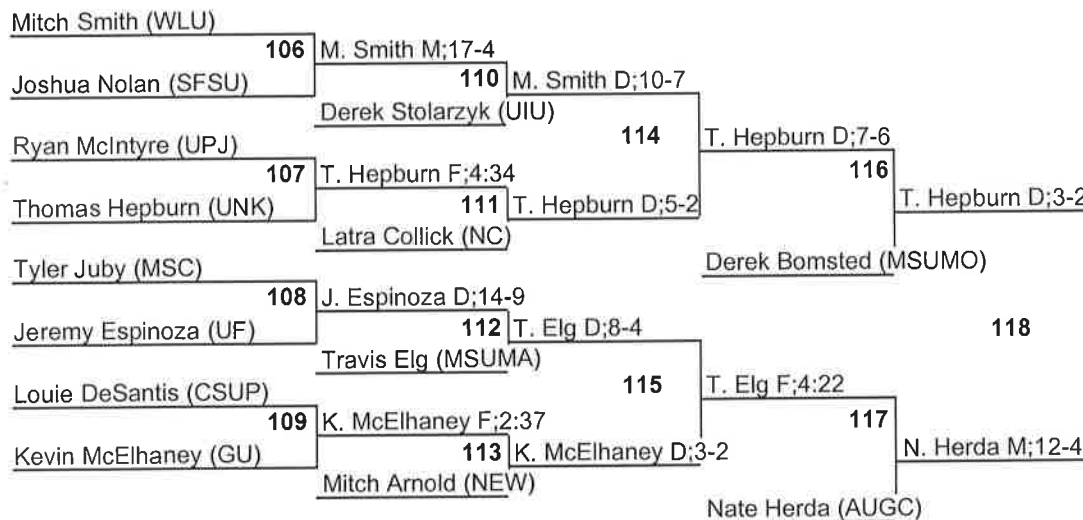 Mitch Smith (WLU)
106 M. Smith M;17-4
Joshua Nolan (SFSU)
110 M. Smith D;10-7
Derek Stolarzyk (UIU)
Ryan McIntyre (UPJ)
114 T. Hepburn D;7-6
107 T. Hepburn F;4:34
116
Thomas Hepburn (UNK)
111 T. Hepburn D;5-2
T. Hepburn D;3-2
Latra Collick (NC)
Tyler Juby (MSC)
Derek Bomsted (MSUMO)
108 J. Espinoza D;14-9
Jeremy Espinoza (UF)
112 T. Elg D;8-4
118
Travis Elg (MSUMA)
Louie DeSantis (CSUP)
115 T. Elg F;4:22
109 K. McElhaney F;2:37
117
Kevin McElhaney (GU)
113 K. McElhaney D;3-2
N. Herda M;12-4
Mitch Arnold (NEW)
Nate Herda (AUGC)